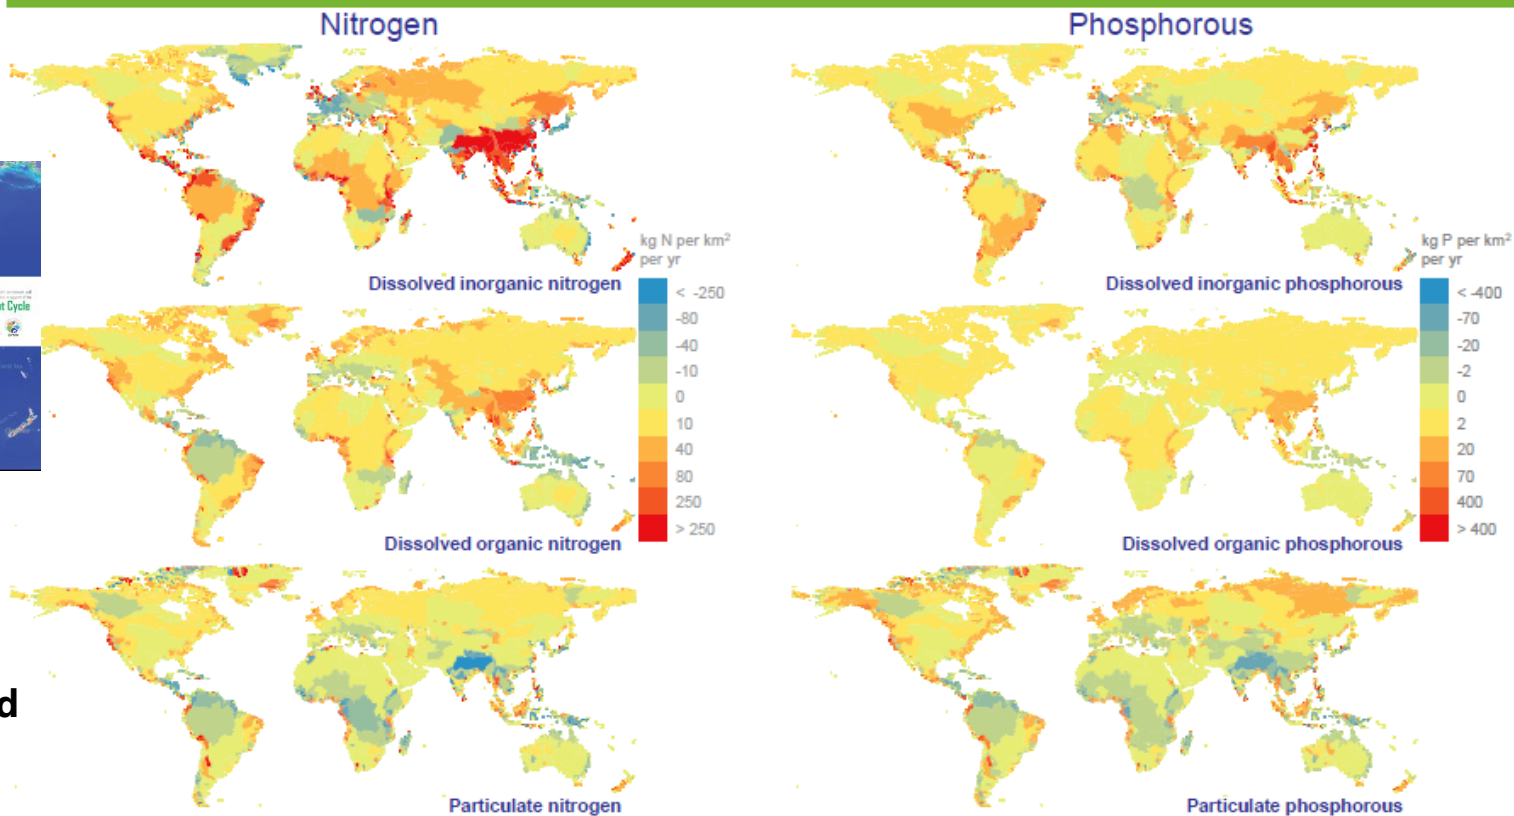 Nitrogen
Phosphorous
kg N per km²
per yr
Dissolved inorganic nitrogen
< -250
-80
-40
-10
0
10
40
80
250
> 250
Dissolved organic nitrogen
Particulate nitrogen
kg P per km²
per yr
Dissolved inorganic phosphorous
< -400
-70
-20
-2
0
2
20
70
400
> 400
Dissolved organic phosphorous
Particulate phosphorous
t Cycle
d